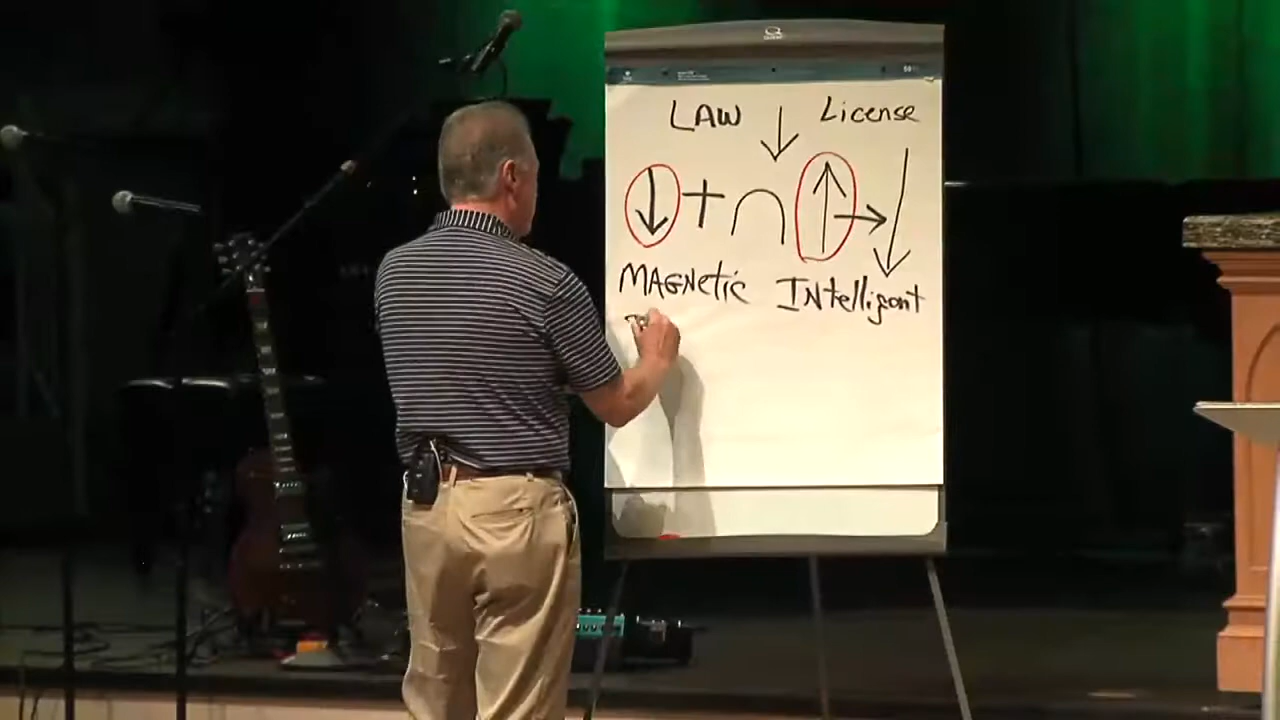 LAW ↓ License
↓ + ∩ ↑ → ↓
MAGNetic INtelligent